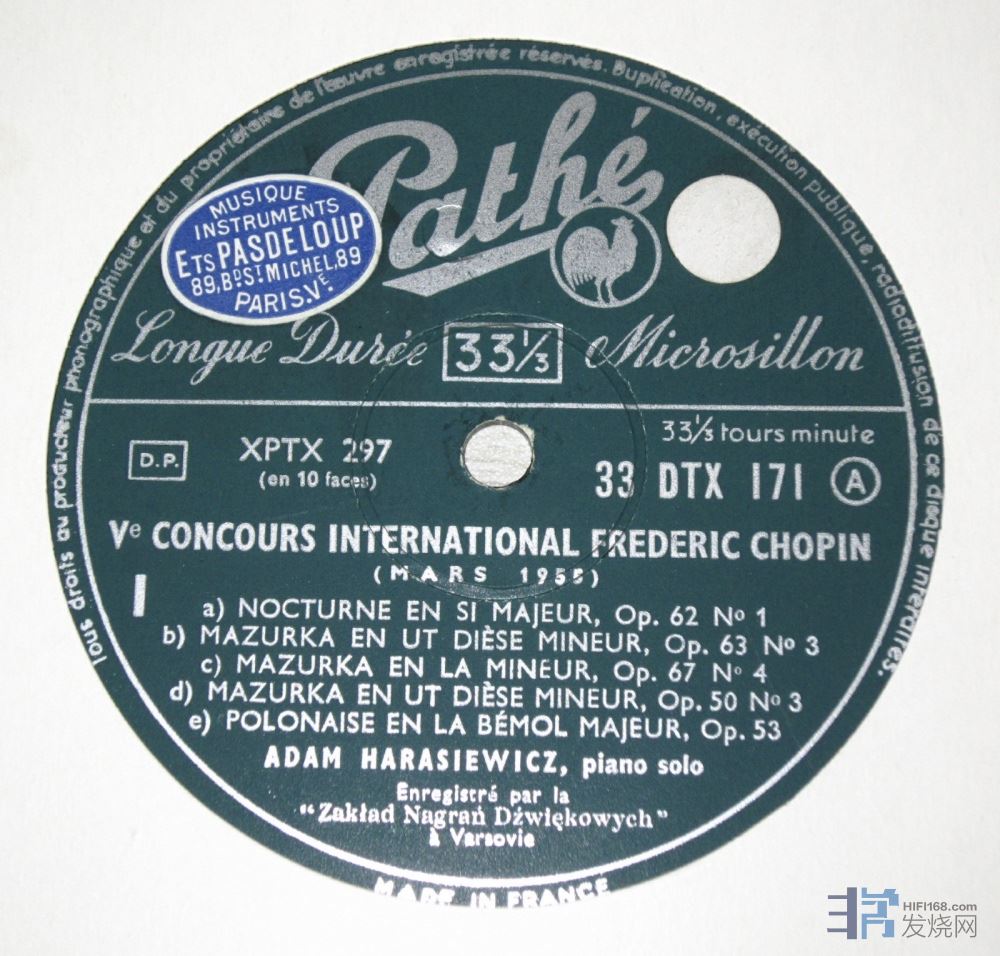 Tous droits au producteur phonographique et du propriétaire de l'œuvre enregistrée réservés. Duplication, exécution publique, radiodiffusion de ce disque interdites.
Pathé
MUSIQUE
INSTRUMENTS
ETS PASDELOUP
89, BD ST MICHEL, 89
PARIS.VE.
Longue Durée 33⅓ Microsillon
33⅓ tours minute
D.P. XPTX 297
(en 10 faces)
33 DTX 171 A
Ve CONCOURS INTERNATIONAL FREDERIC CHOPIN
(MARS 1955)
I
a) NOCTURNE EN SI MAJEUR, Op. 62 No 1
b) MAZURKA EN UT DIÈSE MINEUR, Op. 63 No 3
c) MAZURKA EN LA MINEUR, Op. 67 No 4
d) MAZURKA EN UT DIÈSE MINEUR, Op. 50 No 3
e) POLONAISE EN LA BÉMOL MAJEUR, Op. 53
ADAM HARASIEWICZ, piano solo
Enregistré par la
"Zakład Nagrań Dźwiękowych"
à Varsovie
MADE IN FRANCE
HIFI168.com
发烧网